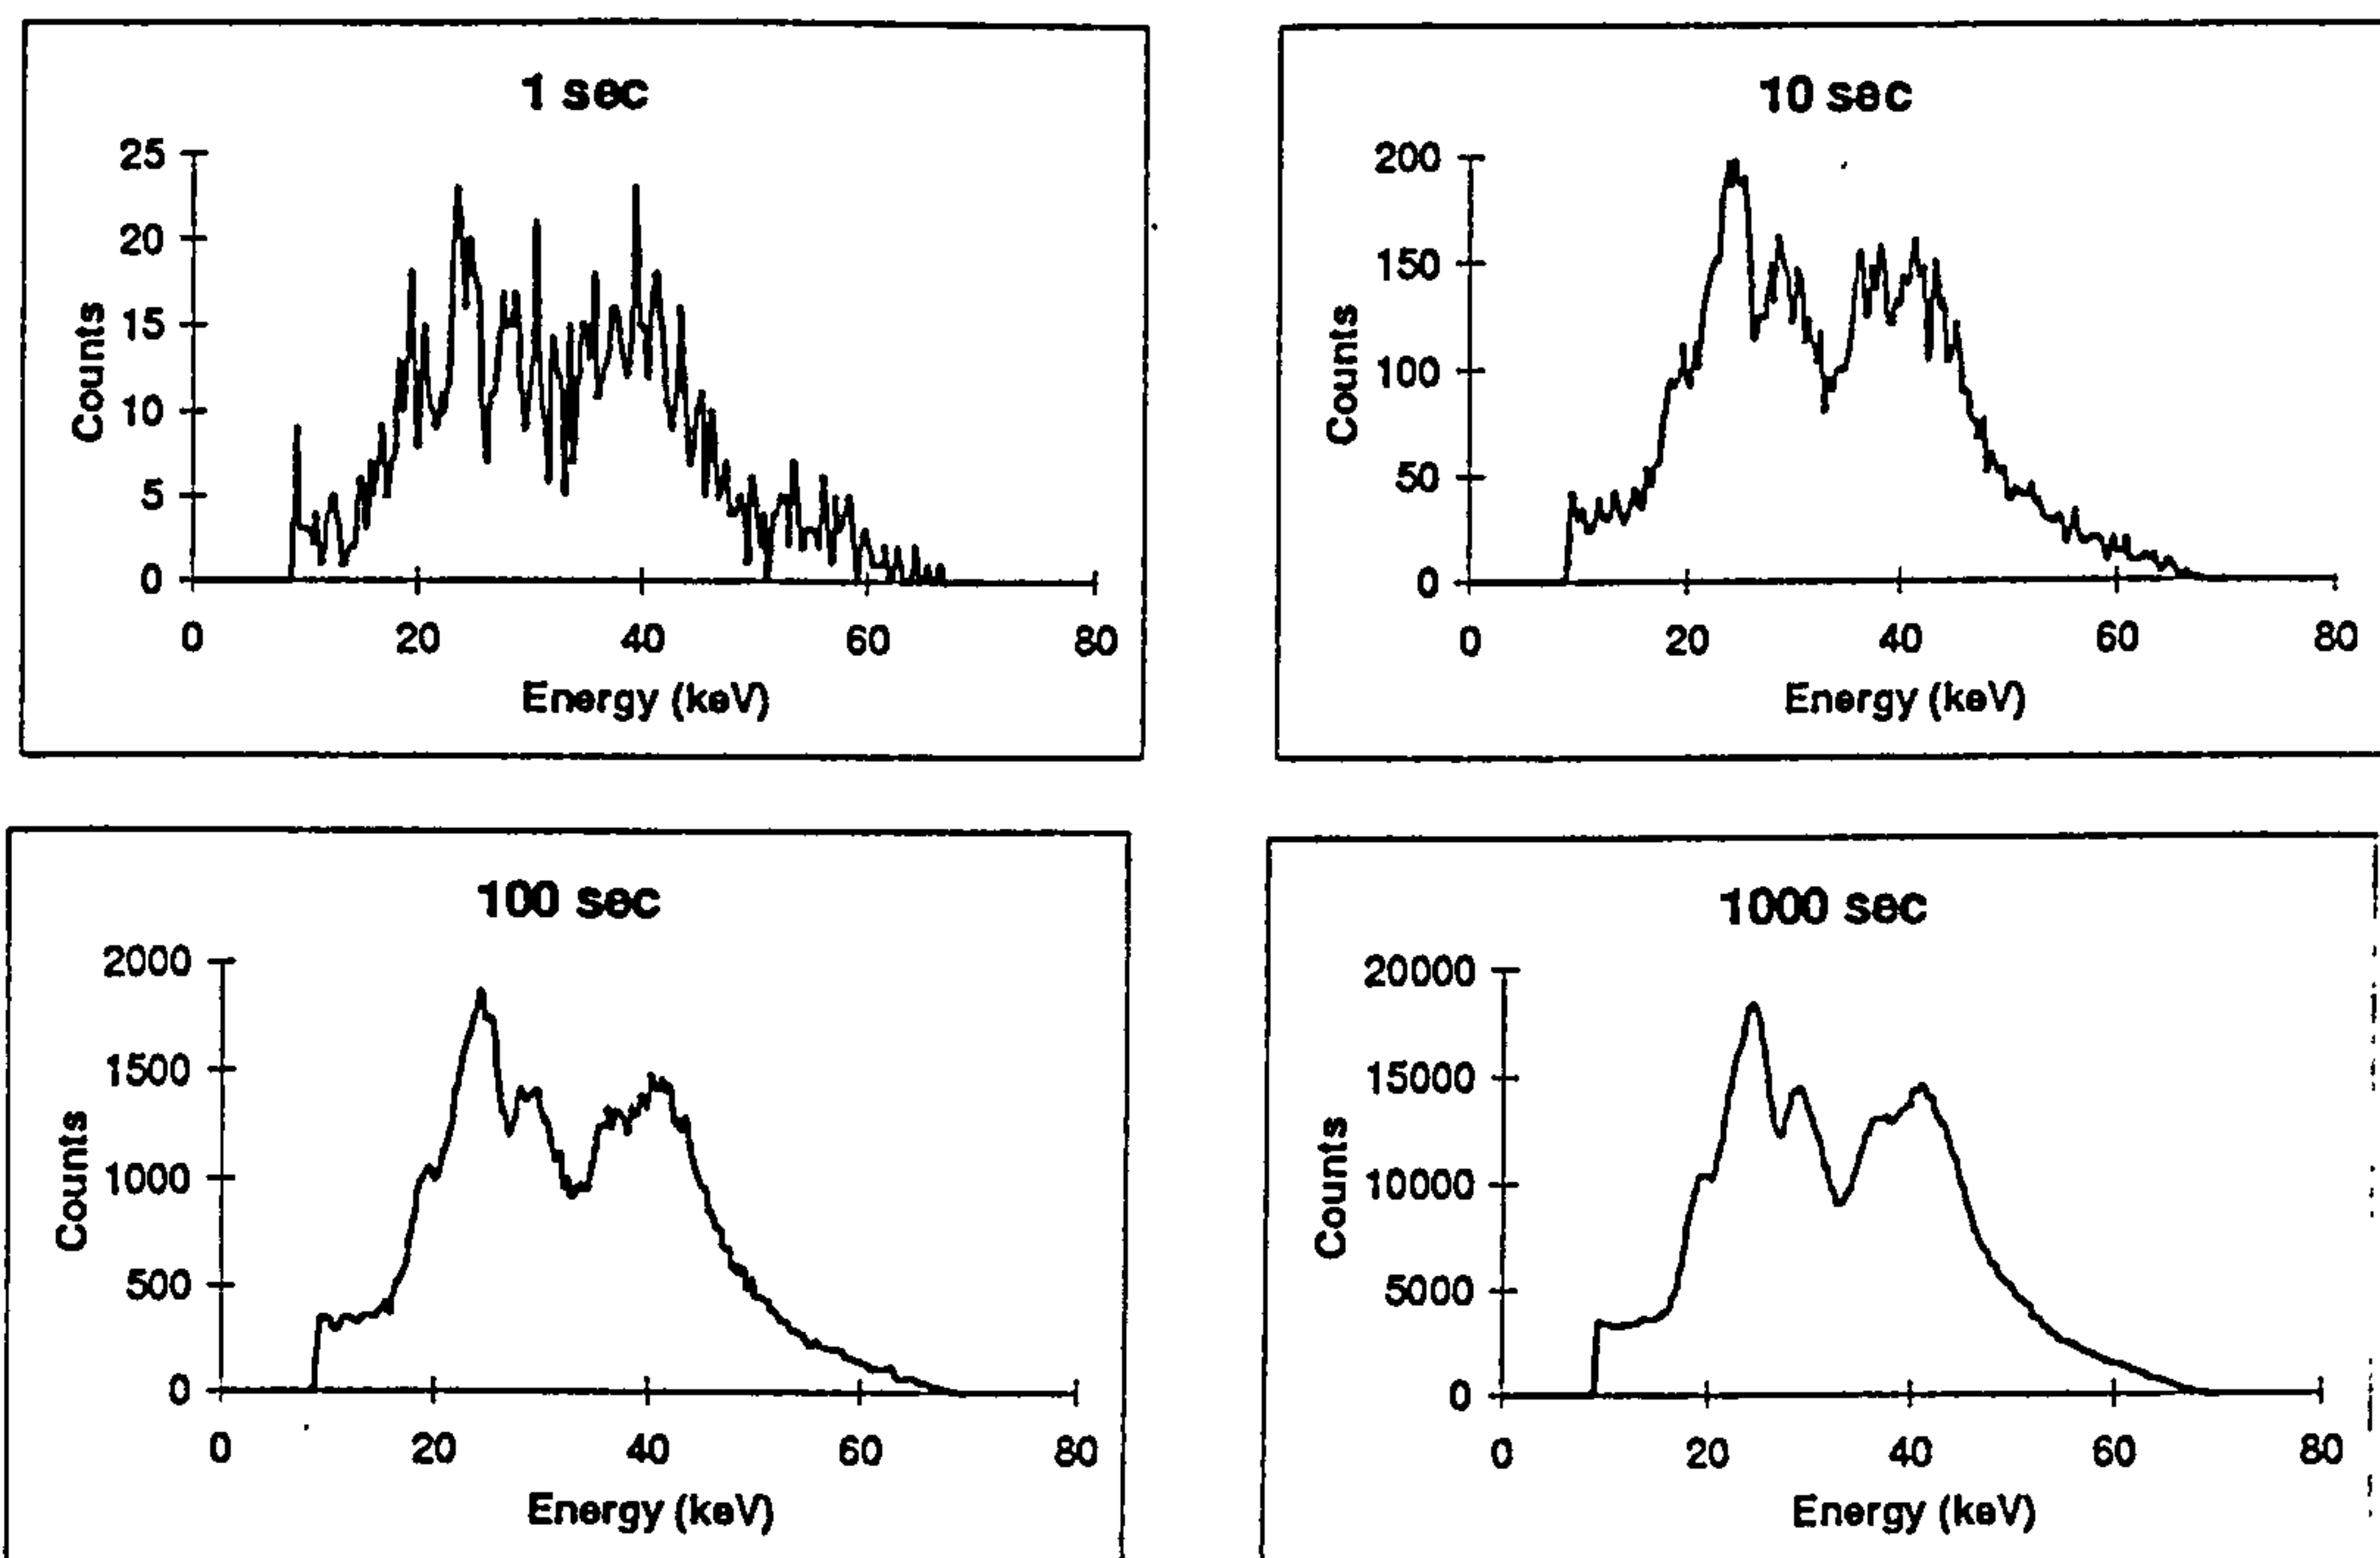 1 sec
25
20
15
10
5
0
Counts
0 20 40 60 80
Energy (keV)
10 sec
200
150
100
50
0
Counts
0 20 40 60 80
Energy (keV)
100 sec
2000
1500
1000
500
0
Counts
0 20 40 60 80
Energy (keV)
1000 sec
20000
15000
10000
5000
0
Counts
0 20 40 60 80
Energy (keV)